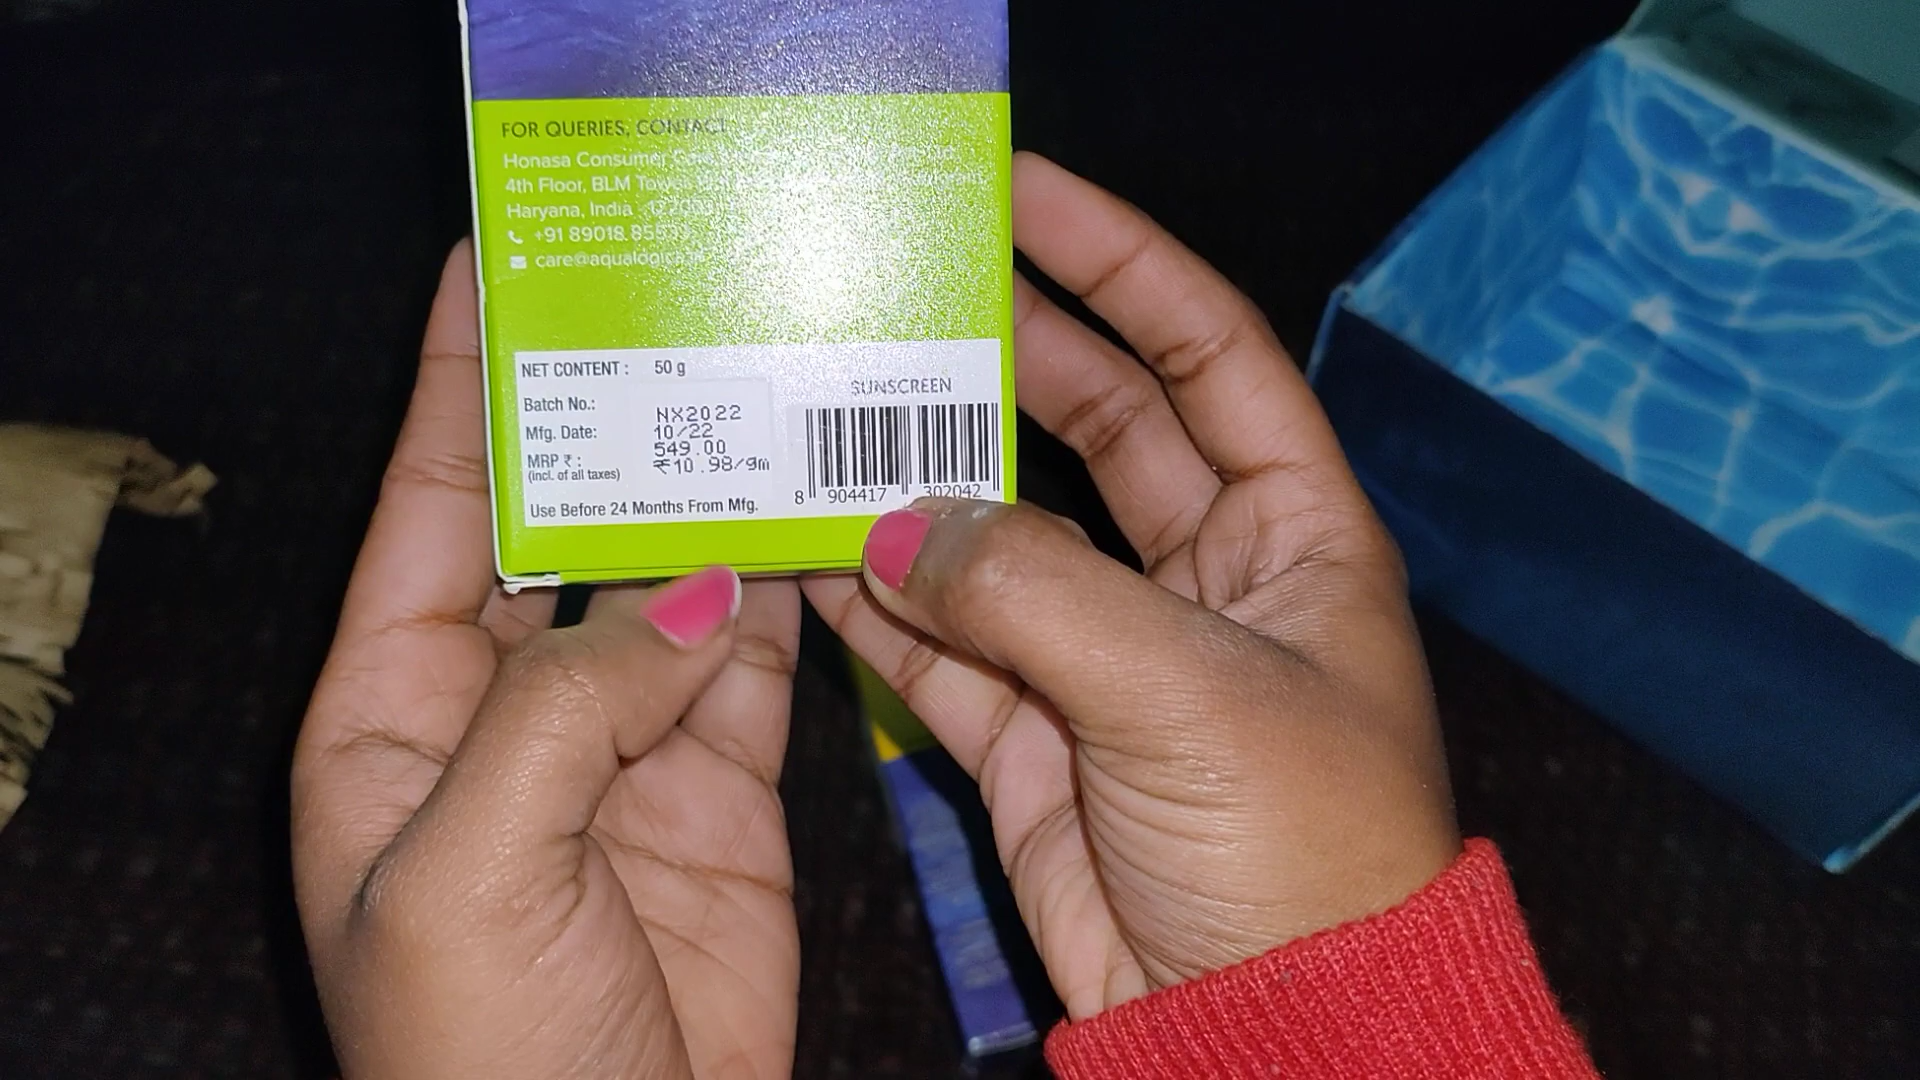 FOR QUERIES, CONTACT
Honasa Consumer
4th Floor, BLM Tower
Haryana, India
+91 89018
NET CONTENT : 50 g
Batch No.: NX2022
Mfg. Date: 10/22
MRP ₹ : 549.00
(incl. of all taxes) ₹10.98/gm
Use Before 24 Months From Mfg.
SUNSCREEN
8 904417 302042